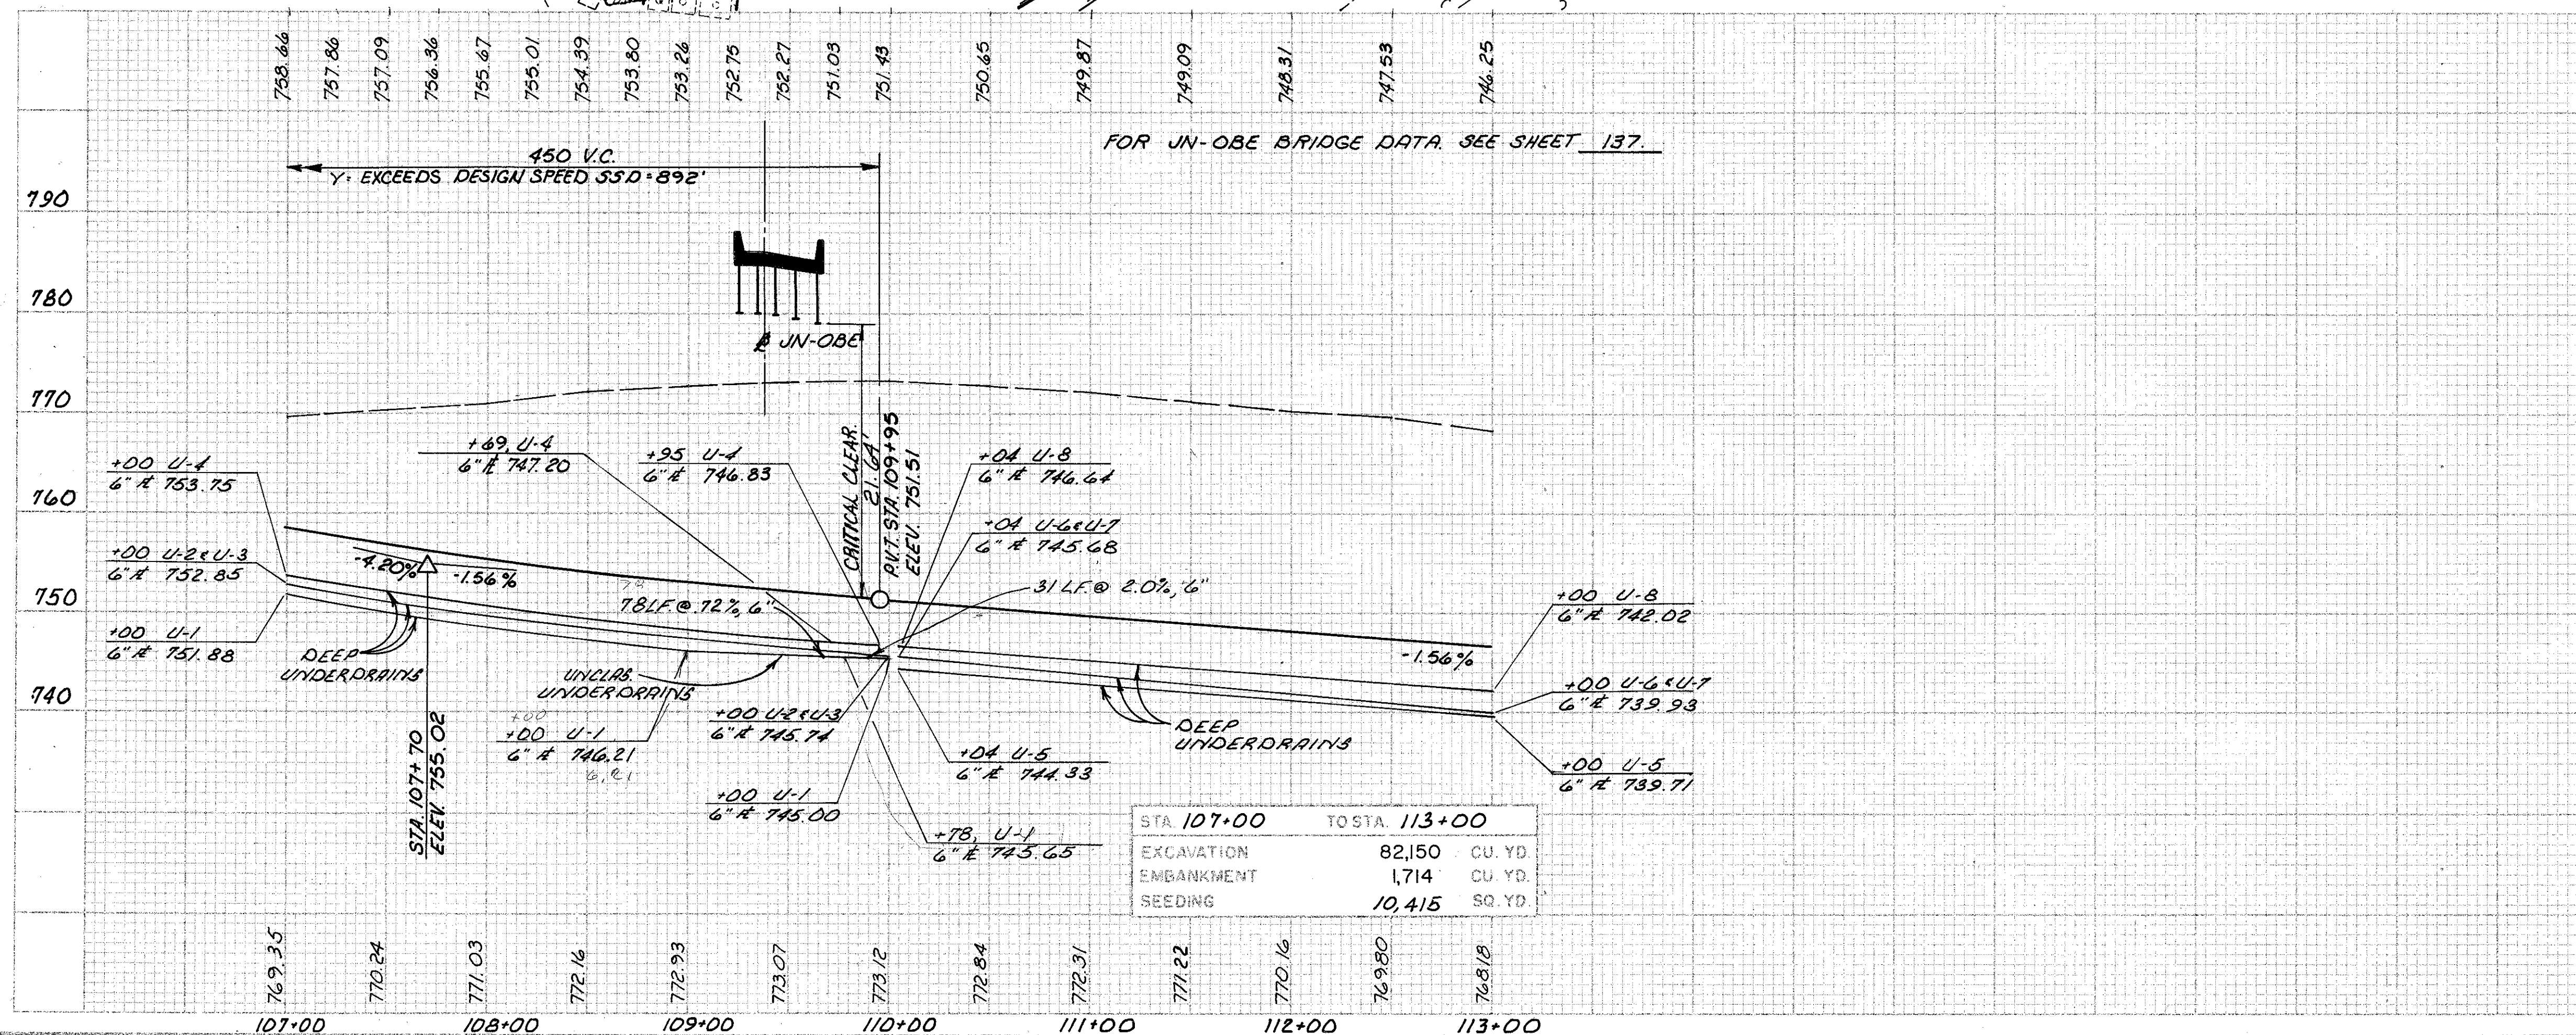 758.66 757.86 757.09 756.36 755.67 755.01 754.39 753.80 753.26 752.75 752.27 751.03 751.43 750.65 749.87 749.09 748.31 747.53 746.25
FOR JN-OBE BRIDGE DATA. SEE SHEET 137.
450 V.C.
Y- EXCEEDS DESIGN SPEED SSD=892'
790
780
℄ JN-OBE
770
CRITICAL CLEAR.
21.64'
P.V.T. STA. 109+95
ELEV. 751.51
+00 U-4
6" ℄ 753.75
+69, U-4
6" ℄ 747.20
+95 U-4
6" ℄ 746.83
+04 U-8
6" ℄ 746.64
760
+04 U-6&U-7
6" ℄ 745.68
+00 U-2&U-3
6" ℄ 752.85
-4.20%
-1.56%
31 LF.@ 2.0%, 6"
78LF.@.72%, 6"
750
+00 U-8
6" ℄ 742.02
+00 U-1
6" ℄ 751.88
DEEP
UNDERDRAINS
UNCLAS.
UNDERDRAINS
-1.56%
740
+00 U-6&U-7
6" ℄ 739.93
+00
+00 U-1
6" ℄ 746.21
6.21
+00 U-2&U-3
6" ℄ 745.74
DEEP
UNDERDRAINS
STA. 107+70
ELEV. 755.02
+04 U-5
6" ℄ 744.33
+00 U-5
6" ℄ 739.71
+00 U-1
6" ℄ 745.00
+78, U-1
6" ℄ 745.65
STA. 107+00 TO STA. 113+00
EXCAVATION 82,150 CU. YD.
EMBANKMENT 1,714 CU. YD.
SEEDING 10,415 SQ. YD.
769.35 770.24 771.03 772.16 772.93 773.07 773.12 772.84 772.31 771.22 770.16 769.80 768.18
107+00 108+00 109+00 110+00 111+00 112+00 113+00